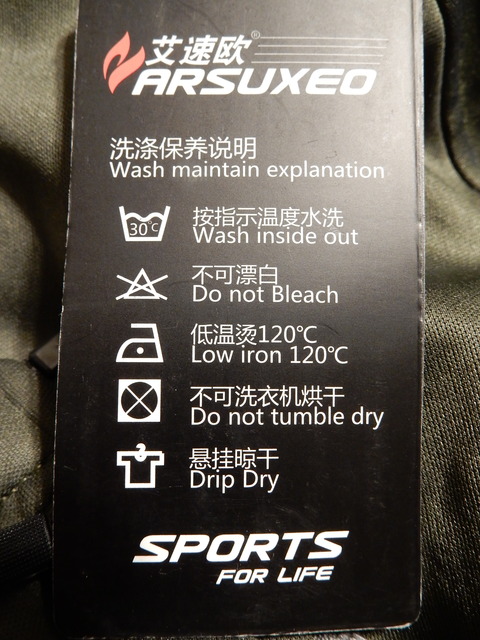 艾速欧®
ARSUXEO
洗涤保养说明
Wash maintain explanation
30°C
按指示温度水洗
Wash inside out
不可漂白
Do not Bleach
低温烫120℃
Low iron 120℃
不可洗衣机烘干
Do not tumble dry
悬挂晾干
Drip Dry
SPORTS
FOR LIFE